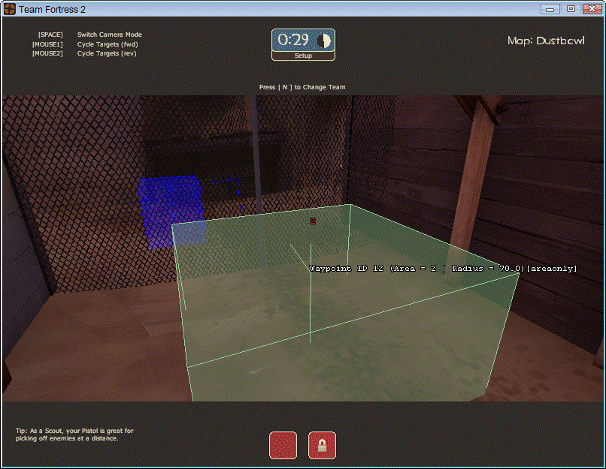 Team Fortress 2
[SPACE] Switch Camera Mode
[MOUSE1] Cycle Targets (fwd)
[MOUSE2] Cycle Targets (rev)
0:29
Setup
Map: Dustbowl
Press [ N ] to Change Team
2
Waypoint ID 12 (Area = 2 | Radius = 70.0)[areaonly]
Tip: As a Scout, your Pistol is great for
picking off enemies at a distance.